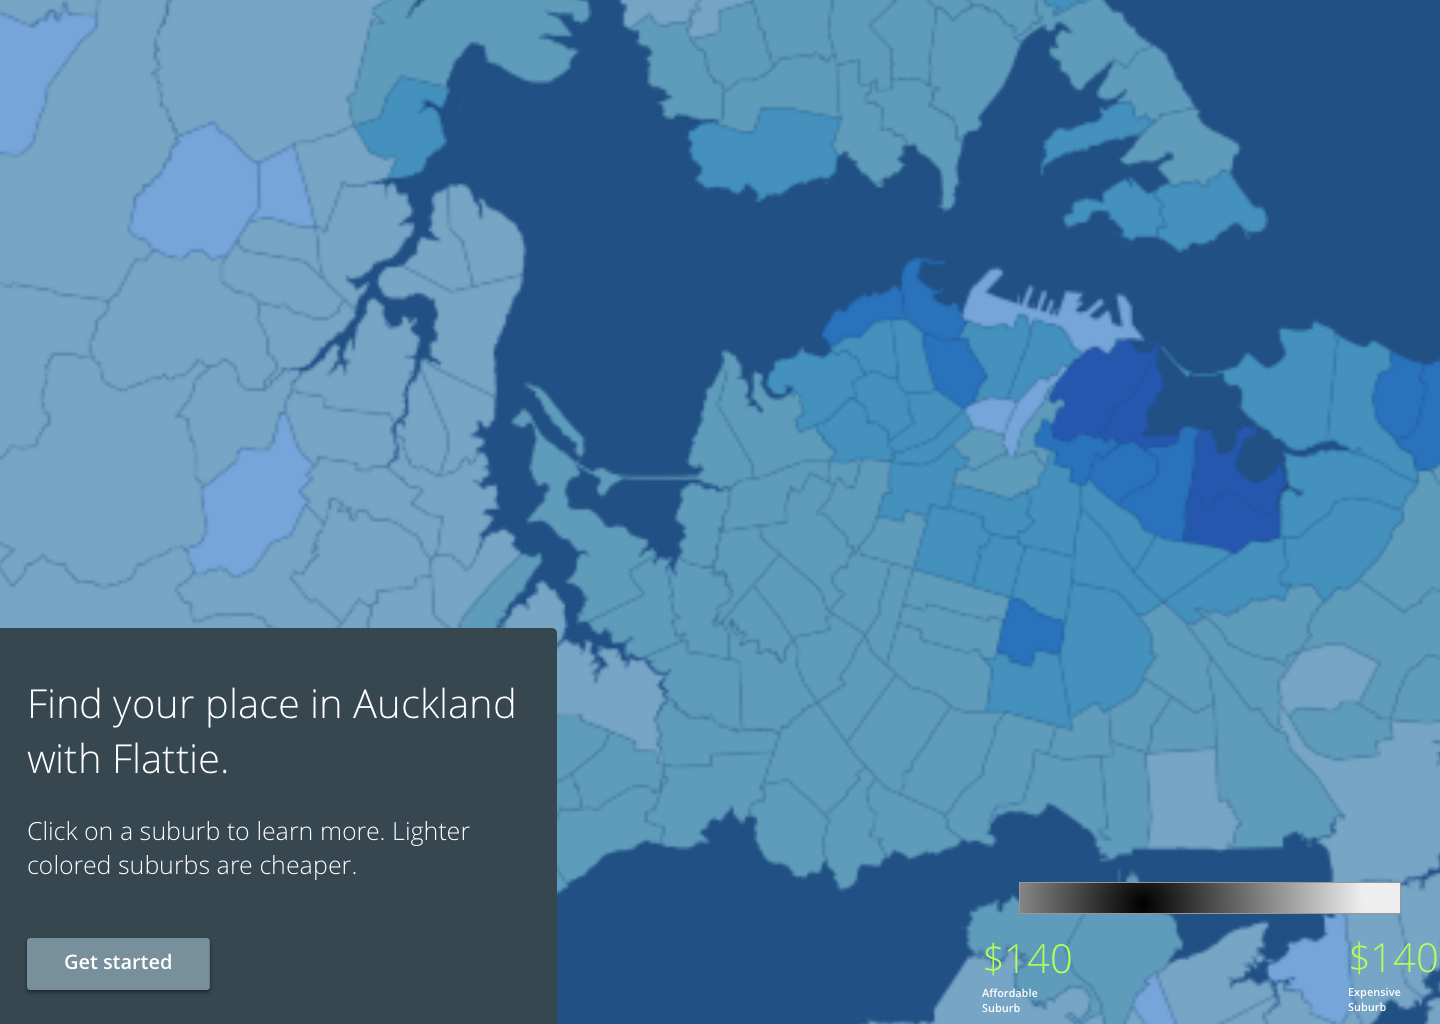 Find your place in Auckland
with Flattie.
Click on a suburb to learn more. Lighter
colored suburbs are cheaper.
Get started
$140
Affordable
Suburb
$140
Expensive
Suburb